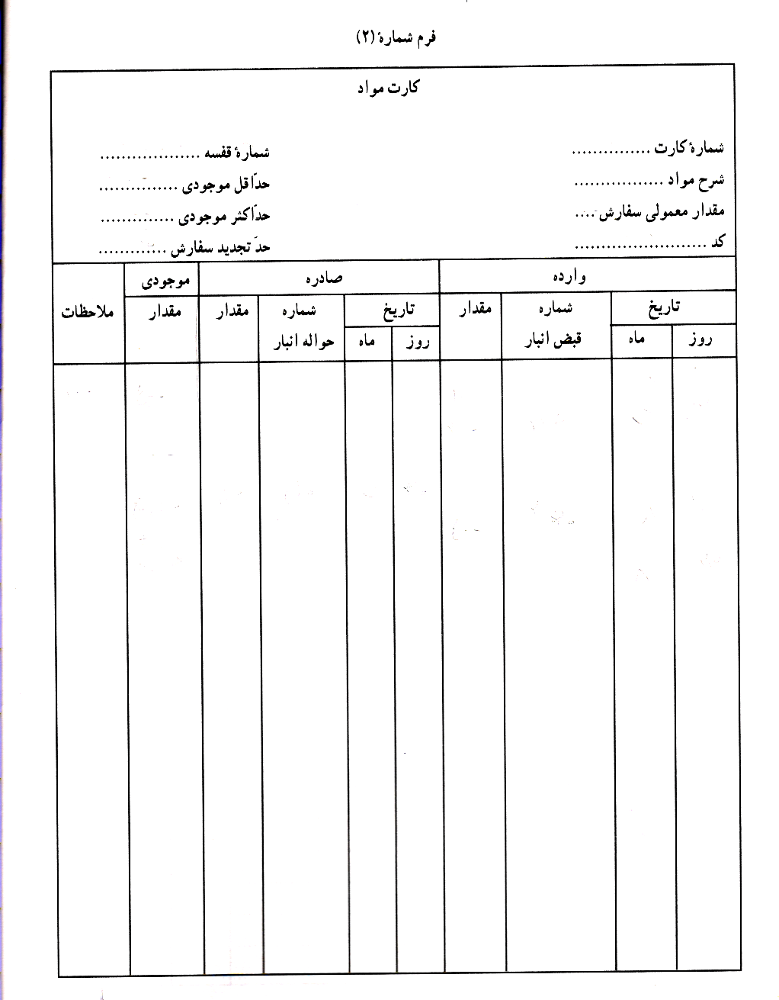 فرم شمارهٔ (۲)
کارت مواد
شمارهٔ کارت ............... شمارهٔ قفسه ...................
شرح مواد ................. حدّاقل موجودی ...............
مقدار معمولی سفارش .... حدّاکثر موجودی ..............
کد ......................... حدّ تجدید سفارش .............
وارده صادره موجودی ملاحظات
تاریخ شماره قبض انبار مقدار تاریخ شماره حواله انبار مقدار مقدار
روز ماه روز ماه